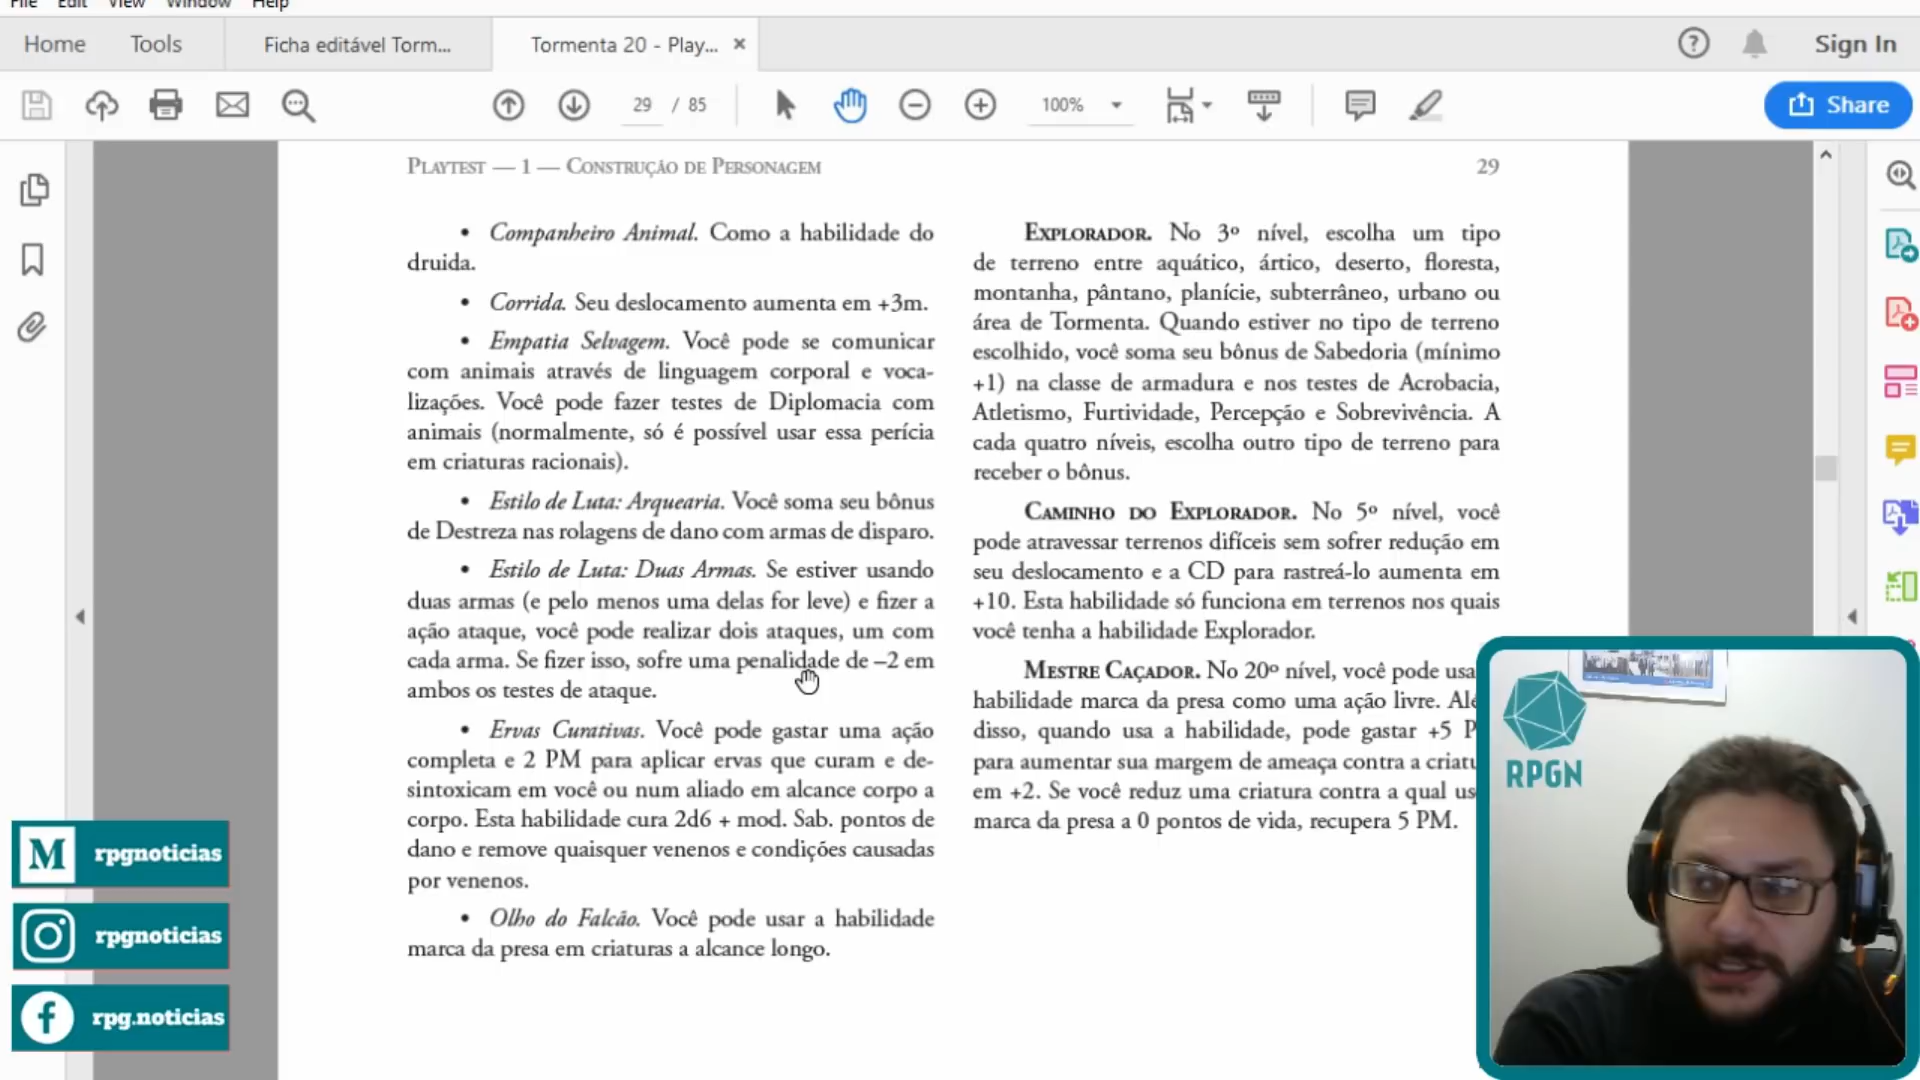 File Edit View Window Help
Home Tools Ficha editável Torm... Tormenta 20 - Play... × Sign In
29 / 85 100% Share
Playtest — 1 — Construção de Personagem 29
• Companheiro Animal. Como a habilidade do
druida.
• Corrida. Seu deslocamento aumenta em +3m.
• Empatia Selvagem. Você pode se comunicar
com animais através de linguagem corporal e voca-
lizações. Você pode fazer testes de Diplomacia com
animais (normalmente, só é possível usar essa perícia
em criaturas racionais).
• Estilo de Luta: Arquearia. Você soma seu bônus
de Destreza nas rolagens de dano com armas de disparo.
• Estilo de Luta: Duas Armas. Se estiver usando
duas armas (e pelo menos uma delas for leve) e fizer a
ação ataque, você pode realizar dois ataques, um com
cada arma. Se fizer isso, sofre uma penalidade de –2 em
ambos os testes de ataque.
• Ervas Curativas. Você pode gastar uma ação
completa e 2 PM para aplicar ervas que curam e de-
sintoxicam em você ou num aliado em alcance corpo a
corpo. Esta habilidade cura 2d6 + mod. Sab. pontos de
dano e remove quaisquer venenos e condições causadas
por venenos.
• Olho do Falcão. Você pode usar a habilidade
marca da presa em criaturas a alcance longo.
Explorador. No 3º nível, escolha um tipo
de terreno entre aquático, ártico, deserto, floresta,
montanha, pântano, planície, subterrâneo, urbano ou
área de Tormenta. Quando estiver no tipo de terreno
escolhido, você soma seu bônus de Sabedoria (mínimo
+1) na classe de armadura e nos testes de Acrobacia,
Atletismo, Furtividade, Percepção e Sobrevivência. A
cada quatro níveis, escolha outro tipo de terreno para
receber o bônus.
Caminho do Explorador. No 5º nível, você
pode atravessar terrenos difíceis sem sofrer redução em
seu deslocamento e a CD para rastreá-lo aumenta em
+10. Esta habilidade só funciona em terrenos nos quais
você tenha a habilidade Explorador.
Mestre Caçador. No 20º nível, você pode usa
habilidade marca da presa como uma ação livre. Alé
disso, quando usa a habilidade, pode gastar +5 P
para aumentar sua margem de ameaça contra a criatu
em +2. Se você reduz uma criatura contra a qual us
marca da presa a 0 pontos de vida, recupera 5 PM.
M rpgnoticias
rpgnoticias
f rpg.noticias
RPGN